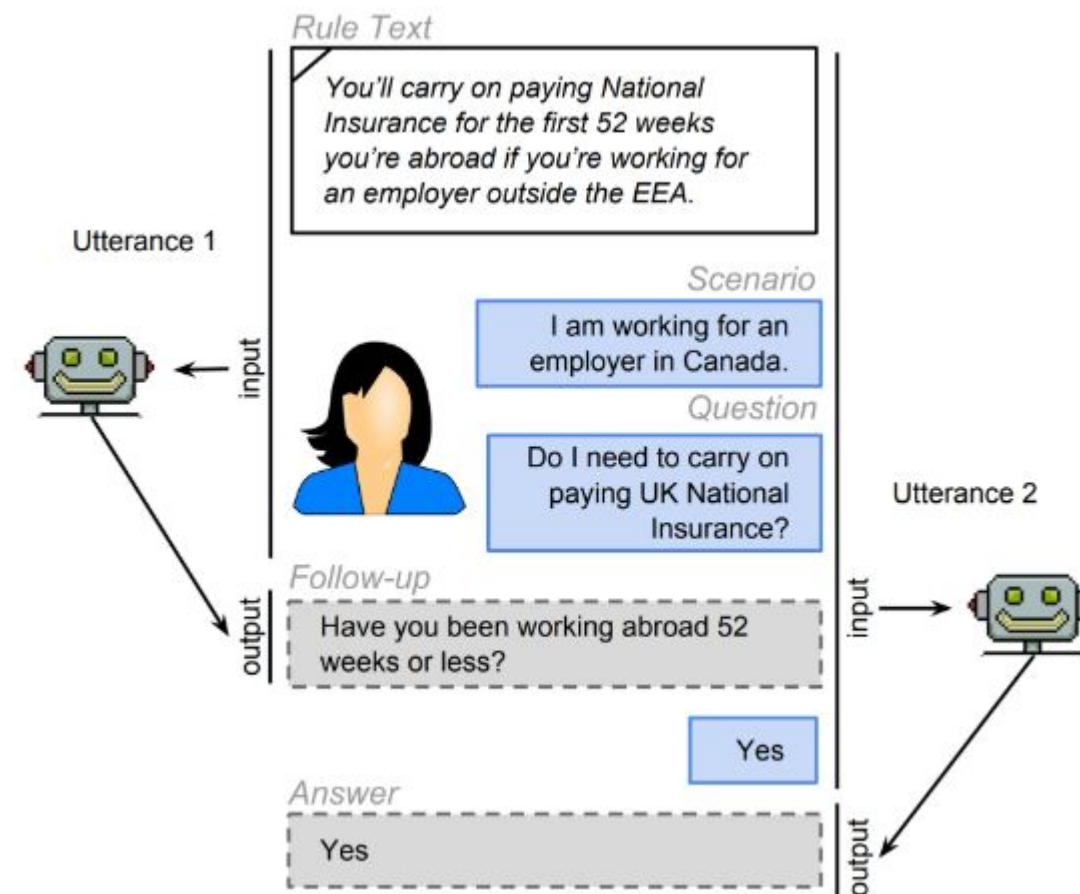 Rule Text
You'll carry on paying National
Insurance for the first 52 weeks
you're abroad if you're working for
an employer outside the EEA.
Utterance 1
input
Scenario
I am working for an
employer in Canada.
Question
Do I need to carry on
paying UK National
Insurance?
Utterance 2
Follow-up
output
Have you been working abroad 52
weeks or less?
input
Yes
Answer
Yes
output